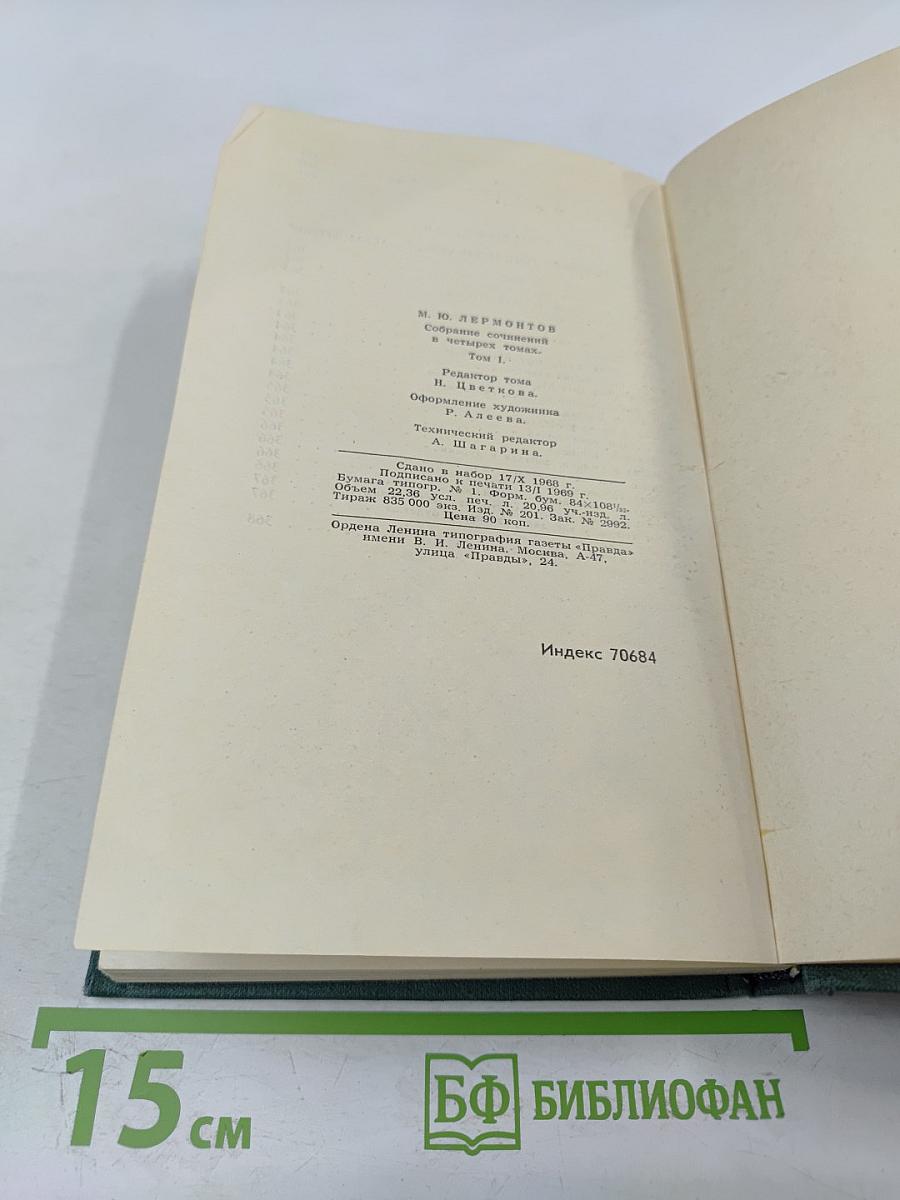 М. Ю. ЛЕРМОНТОВ
Собрание сочинений
в четырех томах.
Том I.
Редактор тома
Н. Цветкова.
Оформление художника
Р. Алеева.
Технический редактор
А. Шагарина.
Сдано в набор 17/X 1968 г.
Подписано к печати 13/I 1969 г.
Бумага типогр. № 1. Форм. бум. 84×108¹/₃₂.
Объем 22,36 усл. печ. л. 20,96 уч.-изд. л.
Тираж 835 000 экз. Изд. № 201. Зак. № 2992.
Цена 90 коп.
Ордена Ленина типография газеты «Правда»
имени В. И. Ленина. Москва, А-47,
улица «Правды», 24.
Индекс 70684
15 см
БФ БИБЛИОФАН